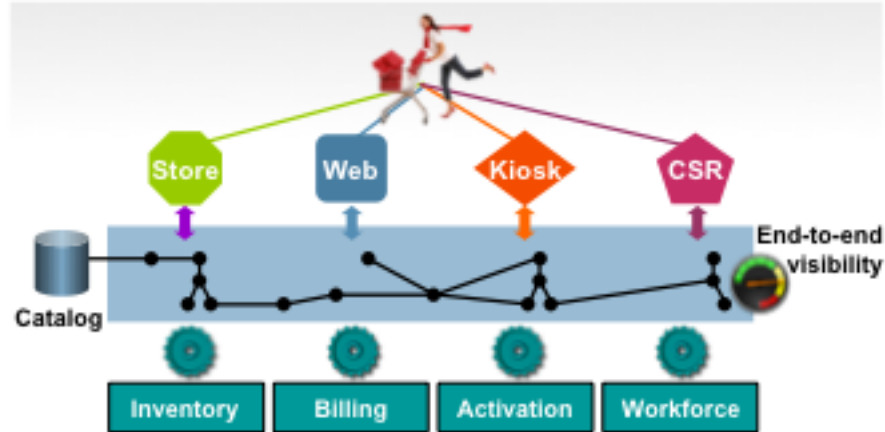 Store
Web
Kiosk
CSR
End-to-end
visibility
Catalog
Inventory
Billing
Activation
Workforce